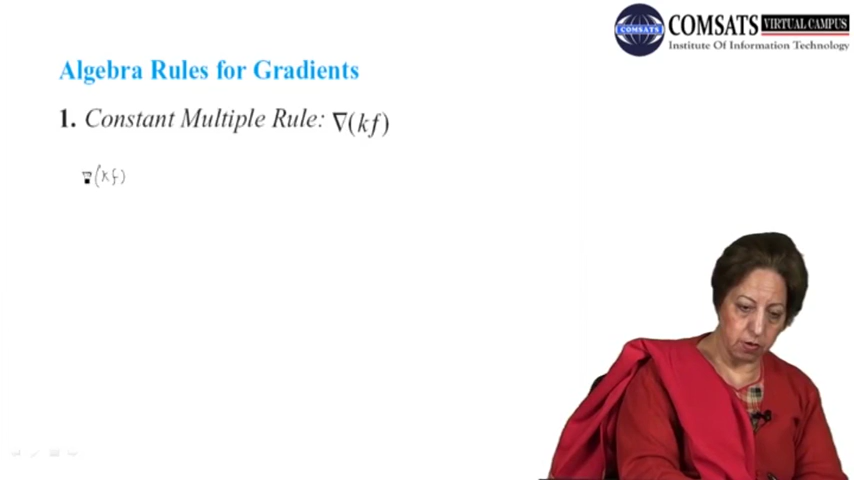 COMSATS VIRTUAL CAMPUS
COMSATS
Institute Of Information Technology
Algebra Rules for Gradients
1. Constant Multiple Rule: ∇(kf)
∇(kf)